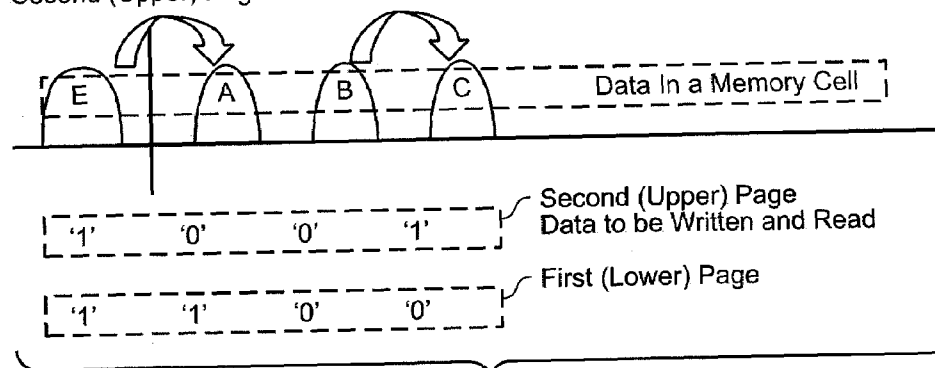 Second (Upper)
E A B C Data In a Memory Cell
Second (Upper) Page
'1' '0' '0' '1' Data to be Written and Read
First (Lower) Page
'1' '1' '0' '0'